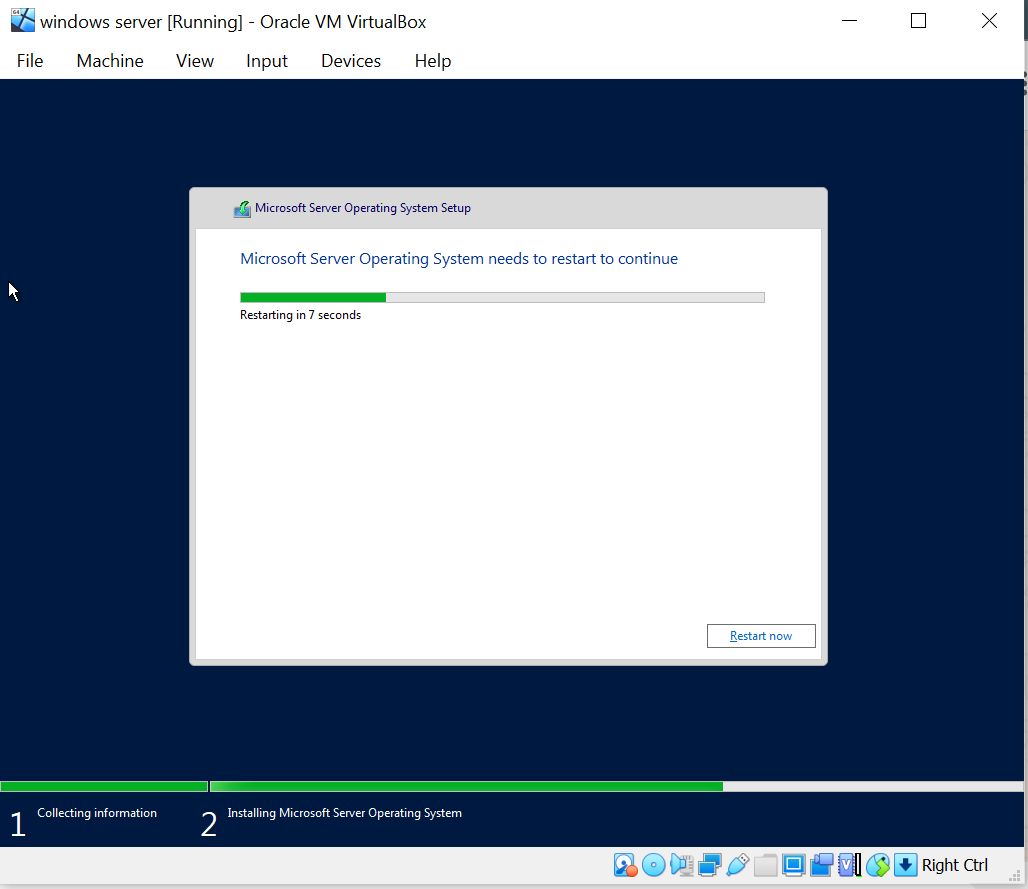 windows server [Running] - Oracle VM VirtualBox
File Machine View Input Devices Help
Microsoft Server Operating System Setup
Microsoft Server Operating System needs to restart to continue
Restarting in 7 seconds
Restart now
1 Collecting information 2 Installing Microsoft Server Operating System
Right Ctrl